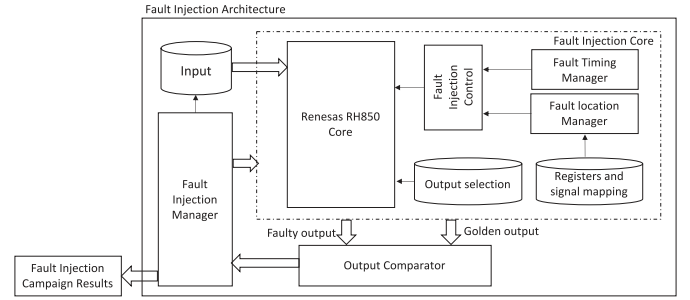 Fault Injection Architecture
Fault Injection Core
Input
Renesas RH850
Core
Fault
Injection
Control
Fault Timing
Manager
Fault location
Manager
Fault
Injection
Manager
Output selection
Registers and
signal mapping
Faulty output
Golden output
Output Comparator
Fault Injection
Campaign Results